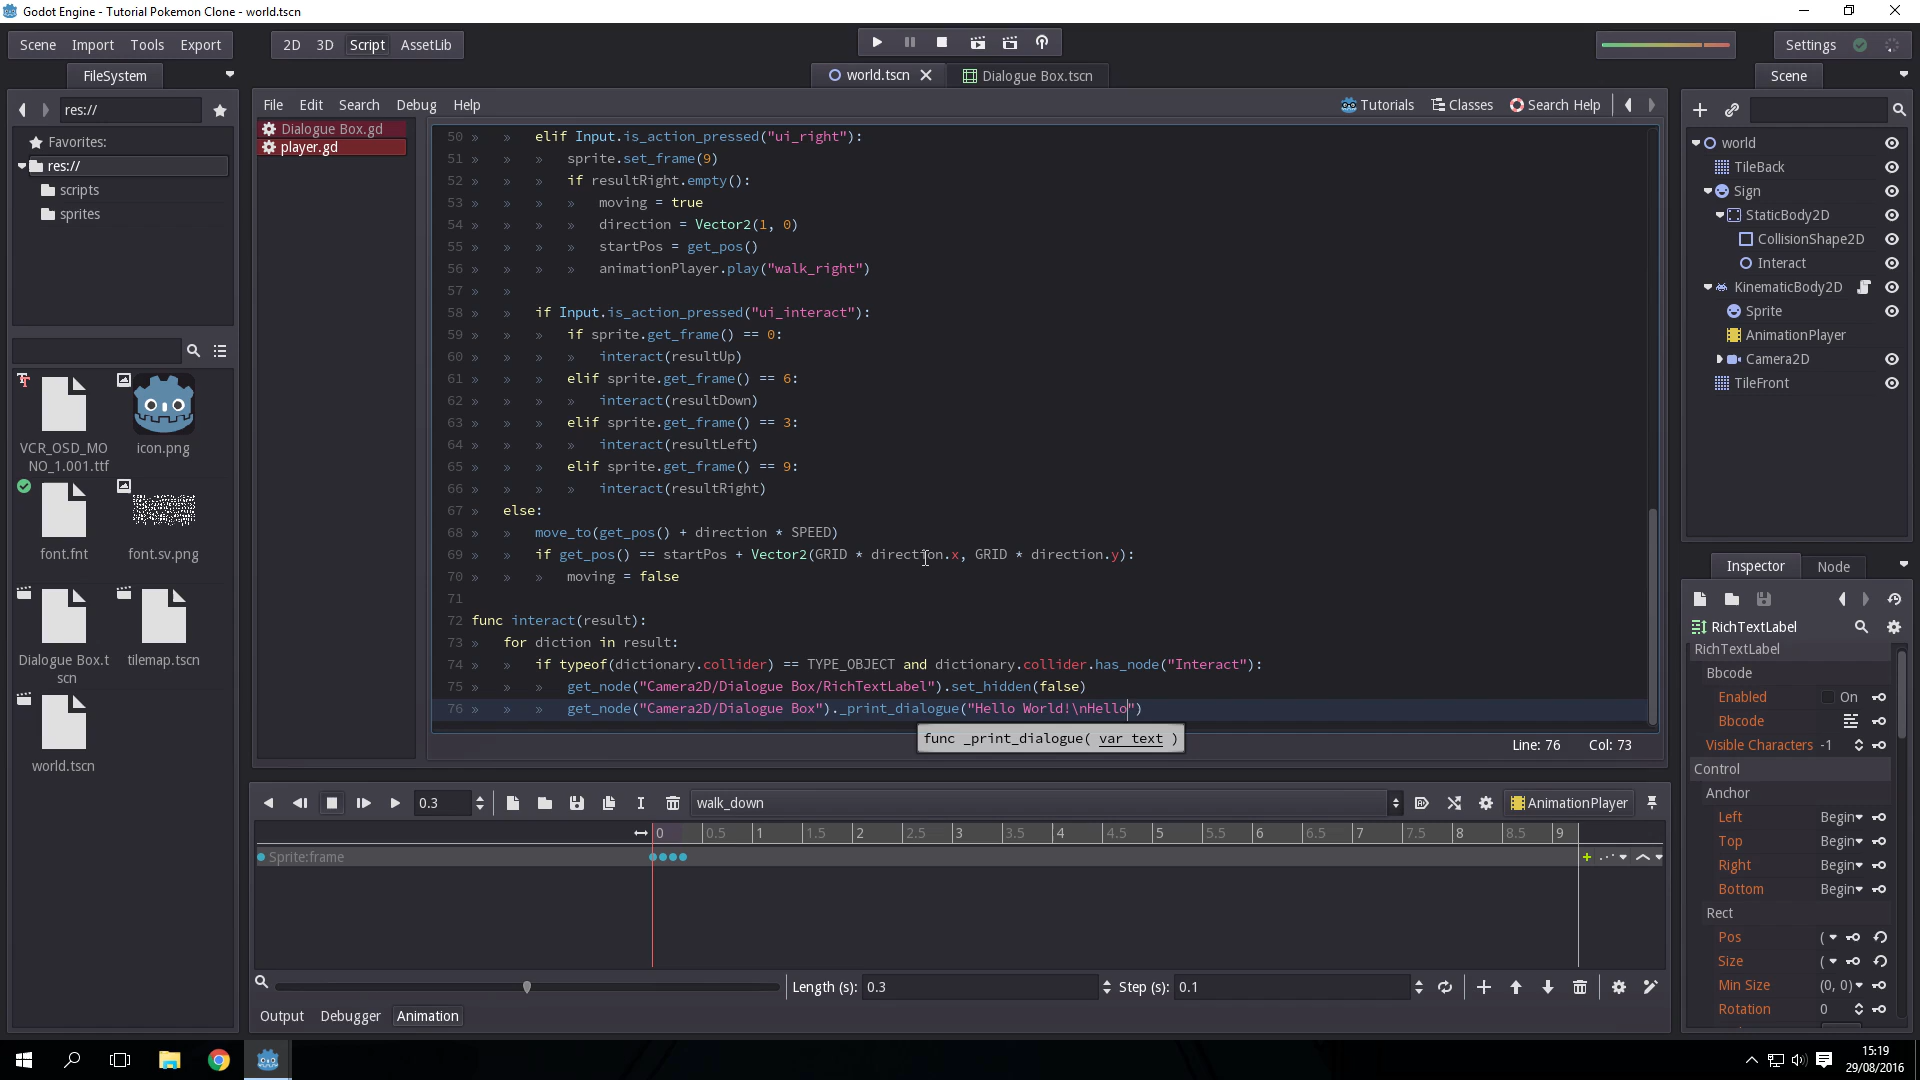 Godot Engine - Tutorial Pokemon Clone - world.tscn
Scene Import Tools Export
2D 3D Script AssetLib
Settings
FileSystem
world.tscn
Dialogue Box.tscn
Scene
res://
File Edit Search Debug Help
Tutorials Classes Search Help
Favorites:
res://
scripts
sprites
VCR_OSD_MO
NO_1.001.ttf
icon.png
font.fnt
font.sv.png
Dialogue Box.t
scn
tilemap.tscn
world.tscn
Dialogue Box.gd
player.gd
50 » » elif Input.is_action_pressed("ui_right"):
51 » » » sprite.set_frame(9)
52 » » » if resultRight.empty():
53 » » » » moving = true
54 » » » » direction = Vector2(1, 0)
55 » » » » startPos = get_pos()
56 » » » » animationPlayer.play("walk_right")
57 » »
58 » » if Input.is_action_pressed("ui_interact"):
59 » » » if sprite.get_frame() == 0:
60 » » » » interact(resultUp)
61 » » » elif sprite.get_frame() == 6:
62 » » » » interact(resultDown)
63 » » » elif sprite.get_frame() == 3:
64 » » » » interact(resultLeft)
65 » » » elif sprite.get_frame() == 9:
66 » » » » interact(resultRight)
67 » else:
68 » » move_to(get_pos() + direction * SPEED)
69 » » if get_pos() == startPos + Vector2(GRID * direction.x, GRID * direction.y):
70 » » » moving = false
71
72 func interact(result):
73 » for diction in result:
74 » » if typeof(dictionary.collider) == TYPE_OBJECT and dictionary.collider.has_node("Interact"):
75 » » » get_node("Camera2D/Dialogue Box/RichTextLabel").set_hidden(false)
76 » » » get_node("Camera2D/Dialogue Box")._print_dialogue("Hello World!\nHello")
func _print_dialogue( var text )
Line: 76 Col: 73
world
TileBack
Sign
StaticBody2D
CollisionShape2D
Interact
KinematicBody2D
Sprite
AnimationPlayer
Camera2D
TileFront
Inspector Node
RichTextLabel
RichTextLabel
Bbcode
Enabled On
Bbcode
Visible Characters -1
Control
Anchor
Left Begin
Top Begin
Right Begin
Bottom Begin
Rect
Pos (
Size (
Min Size (0, 0)
Rotation 0
0.3 walk_down AnimationPlayer
0 0.5 1 1.5 2 2.5 3 3.5 4 4.5 5 5.5 6 6.5 7 7.5 8 8.5 9
Sprite:frame
Length (s): 0.3 Step (s): 0.1
Output Debugger Animation
15:19
29/08/2016